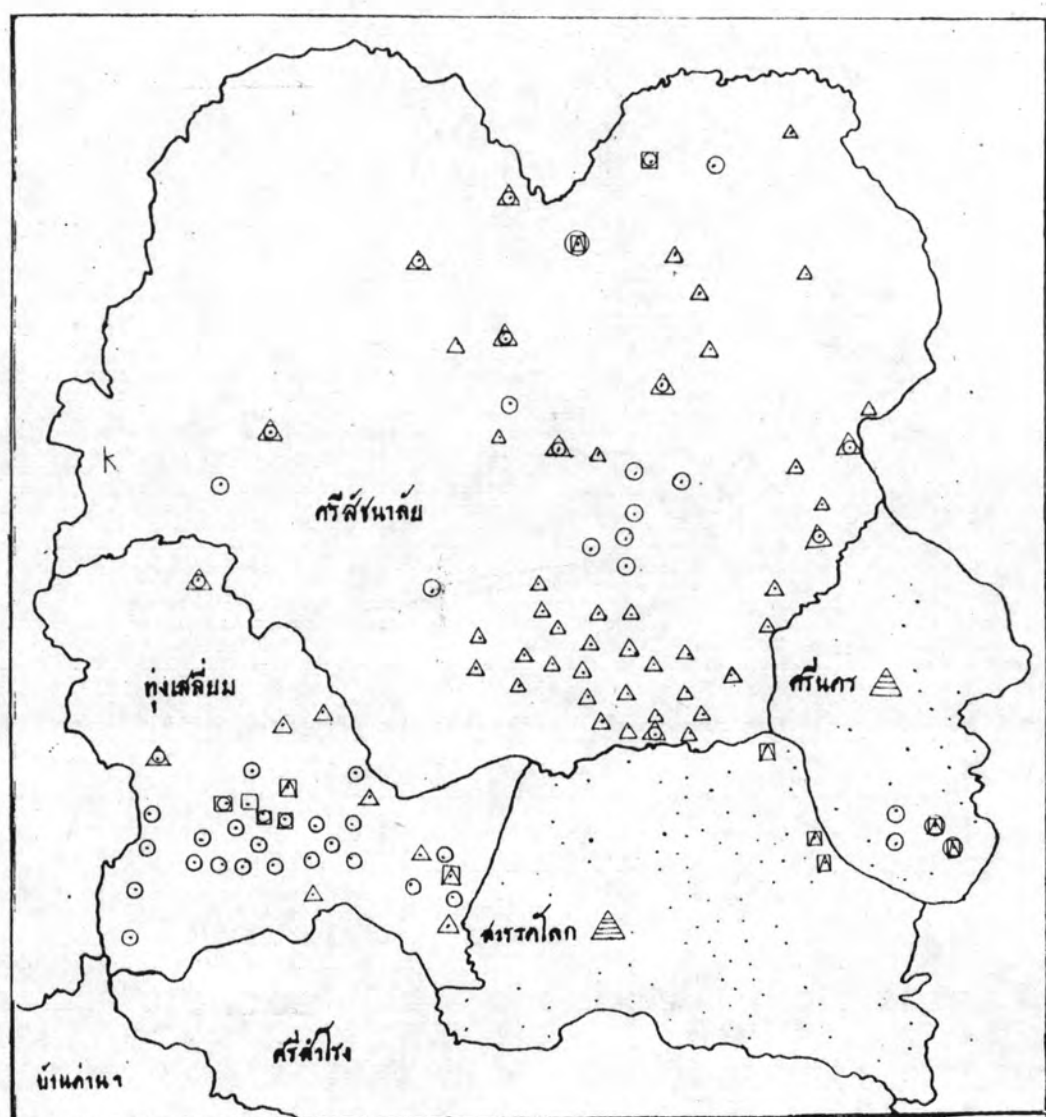 k
ศรีสัชนาลัย
ทุ่งเสลี่ยม
ศรีนคร
สวรรคโลก
ศรีสำโรง
บ้านด่านฯ